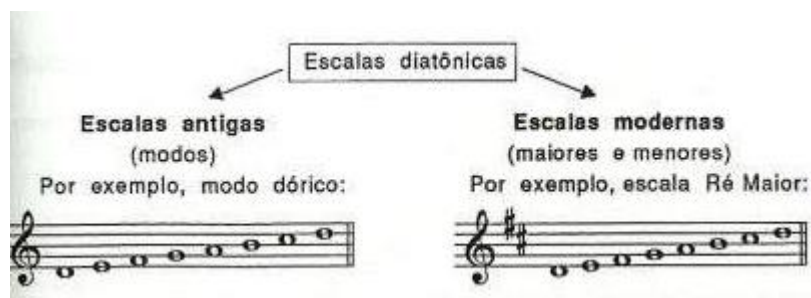 Escalas diatônicas
Escalas antigas
(modos)
Por exemplo, modo dórico:
Escalas modernas
(maiores e menores)
Por exemplo, escala Ré Maior: